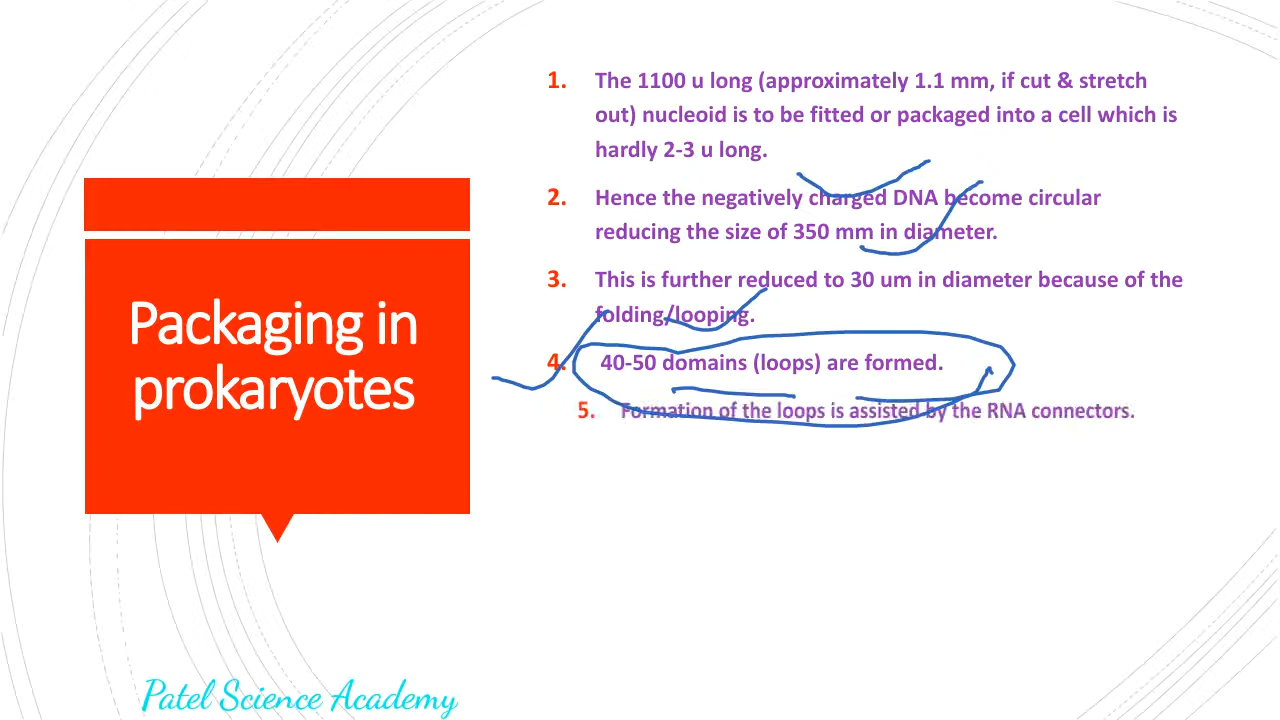 Packaging in
prokaryotes
1. The 1100 u long (approximately 1.1 mm, if cut & stretch
out) nucleoid is to be fitted or packaged into a cell which is
hardly 2-3 u long.
2. Hence the negatively charged DNA become circular
reducing the size of 350 mm in diameter.
3. This is further reduced to 30 um in diameter because of the
folding/looping.
4. 40-50 domains (loops) are formed.
5. Formation of the loops is assisted by the RNA connectors.
Patel Science Academy